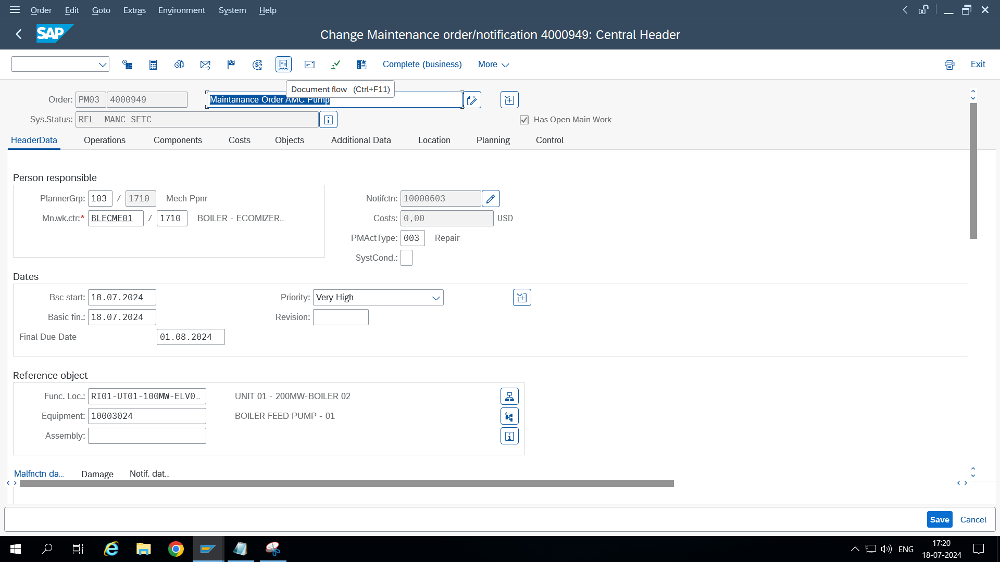 Order Edit Goto Extras Environment System Help
SAP Change Maintenance order/notification 4000949: Central Header
Complete (business) More Exit
Document flow (Ctrl+F11)
Order: PM03 4000949 Maintanance Order AMC Pump
Sys.Status: REL MANC SETC Has Open Main Work
HeaderData Operations Components Costs Objects Additional Data Location Planning Control
Person responsible
PlannerGrp: 103 / 1710 Mech Ppnr Notifctn: 10000603
Mn.wk.ctr:* BLECME01 / 1710 BOILER - ECOMIZER... Costs: 0,00 USD
PMActType: 003 Repair
SystCond.:
Dates
Bsc start: 18.07.2024 Priority: Very High
Basic fin.: 18.07.2024 Revision:
Final Due Date 01.08.2024
Reference object
Func. Loc.: RI01-UT01-100MW-ELV0... UNIT 01 - 200MW-BOILER 02
Equipment: 10003024 BOILER FEED PUMP - 01
Assembly:
Malfnctn da... Damage Notif. dat...
Save Cancel
ENG 17:20
18-07-2024